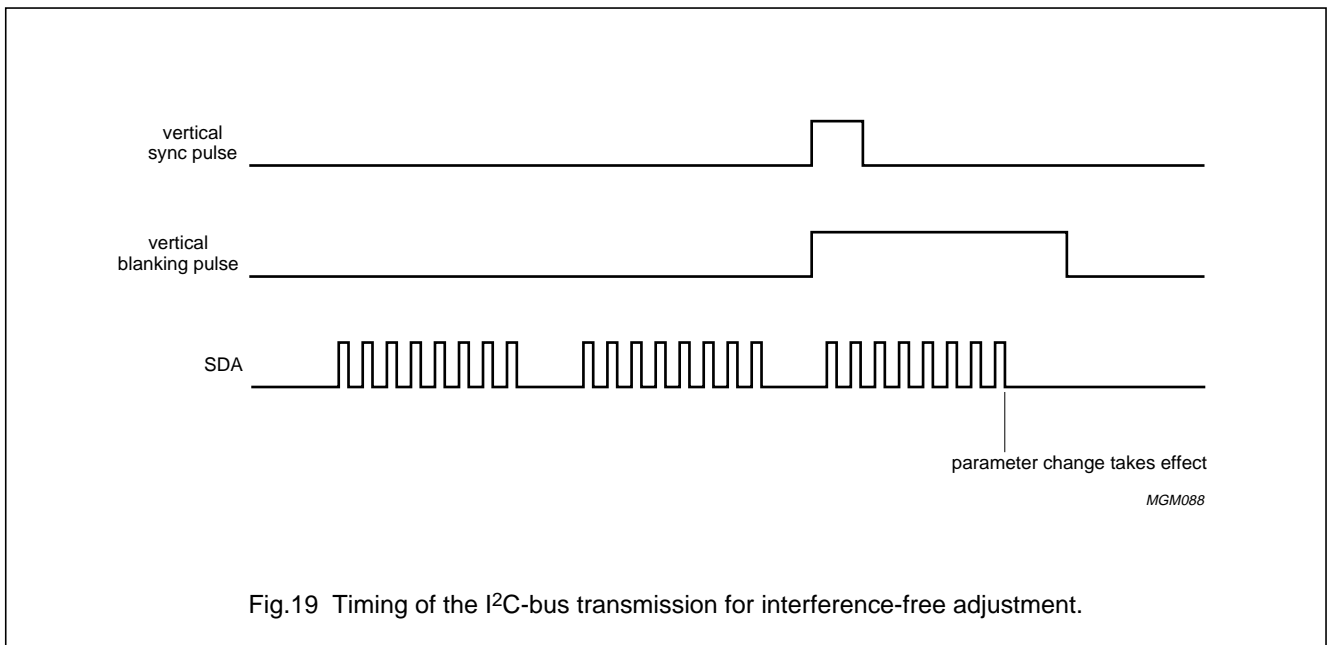 vertical
sync pulse
vertical
blanking pulse
SDA
parameter change takes effect
MGM088
Fig.19 Timing of the I²C-bus transmission for interference-free adjustment.